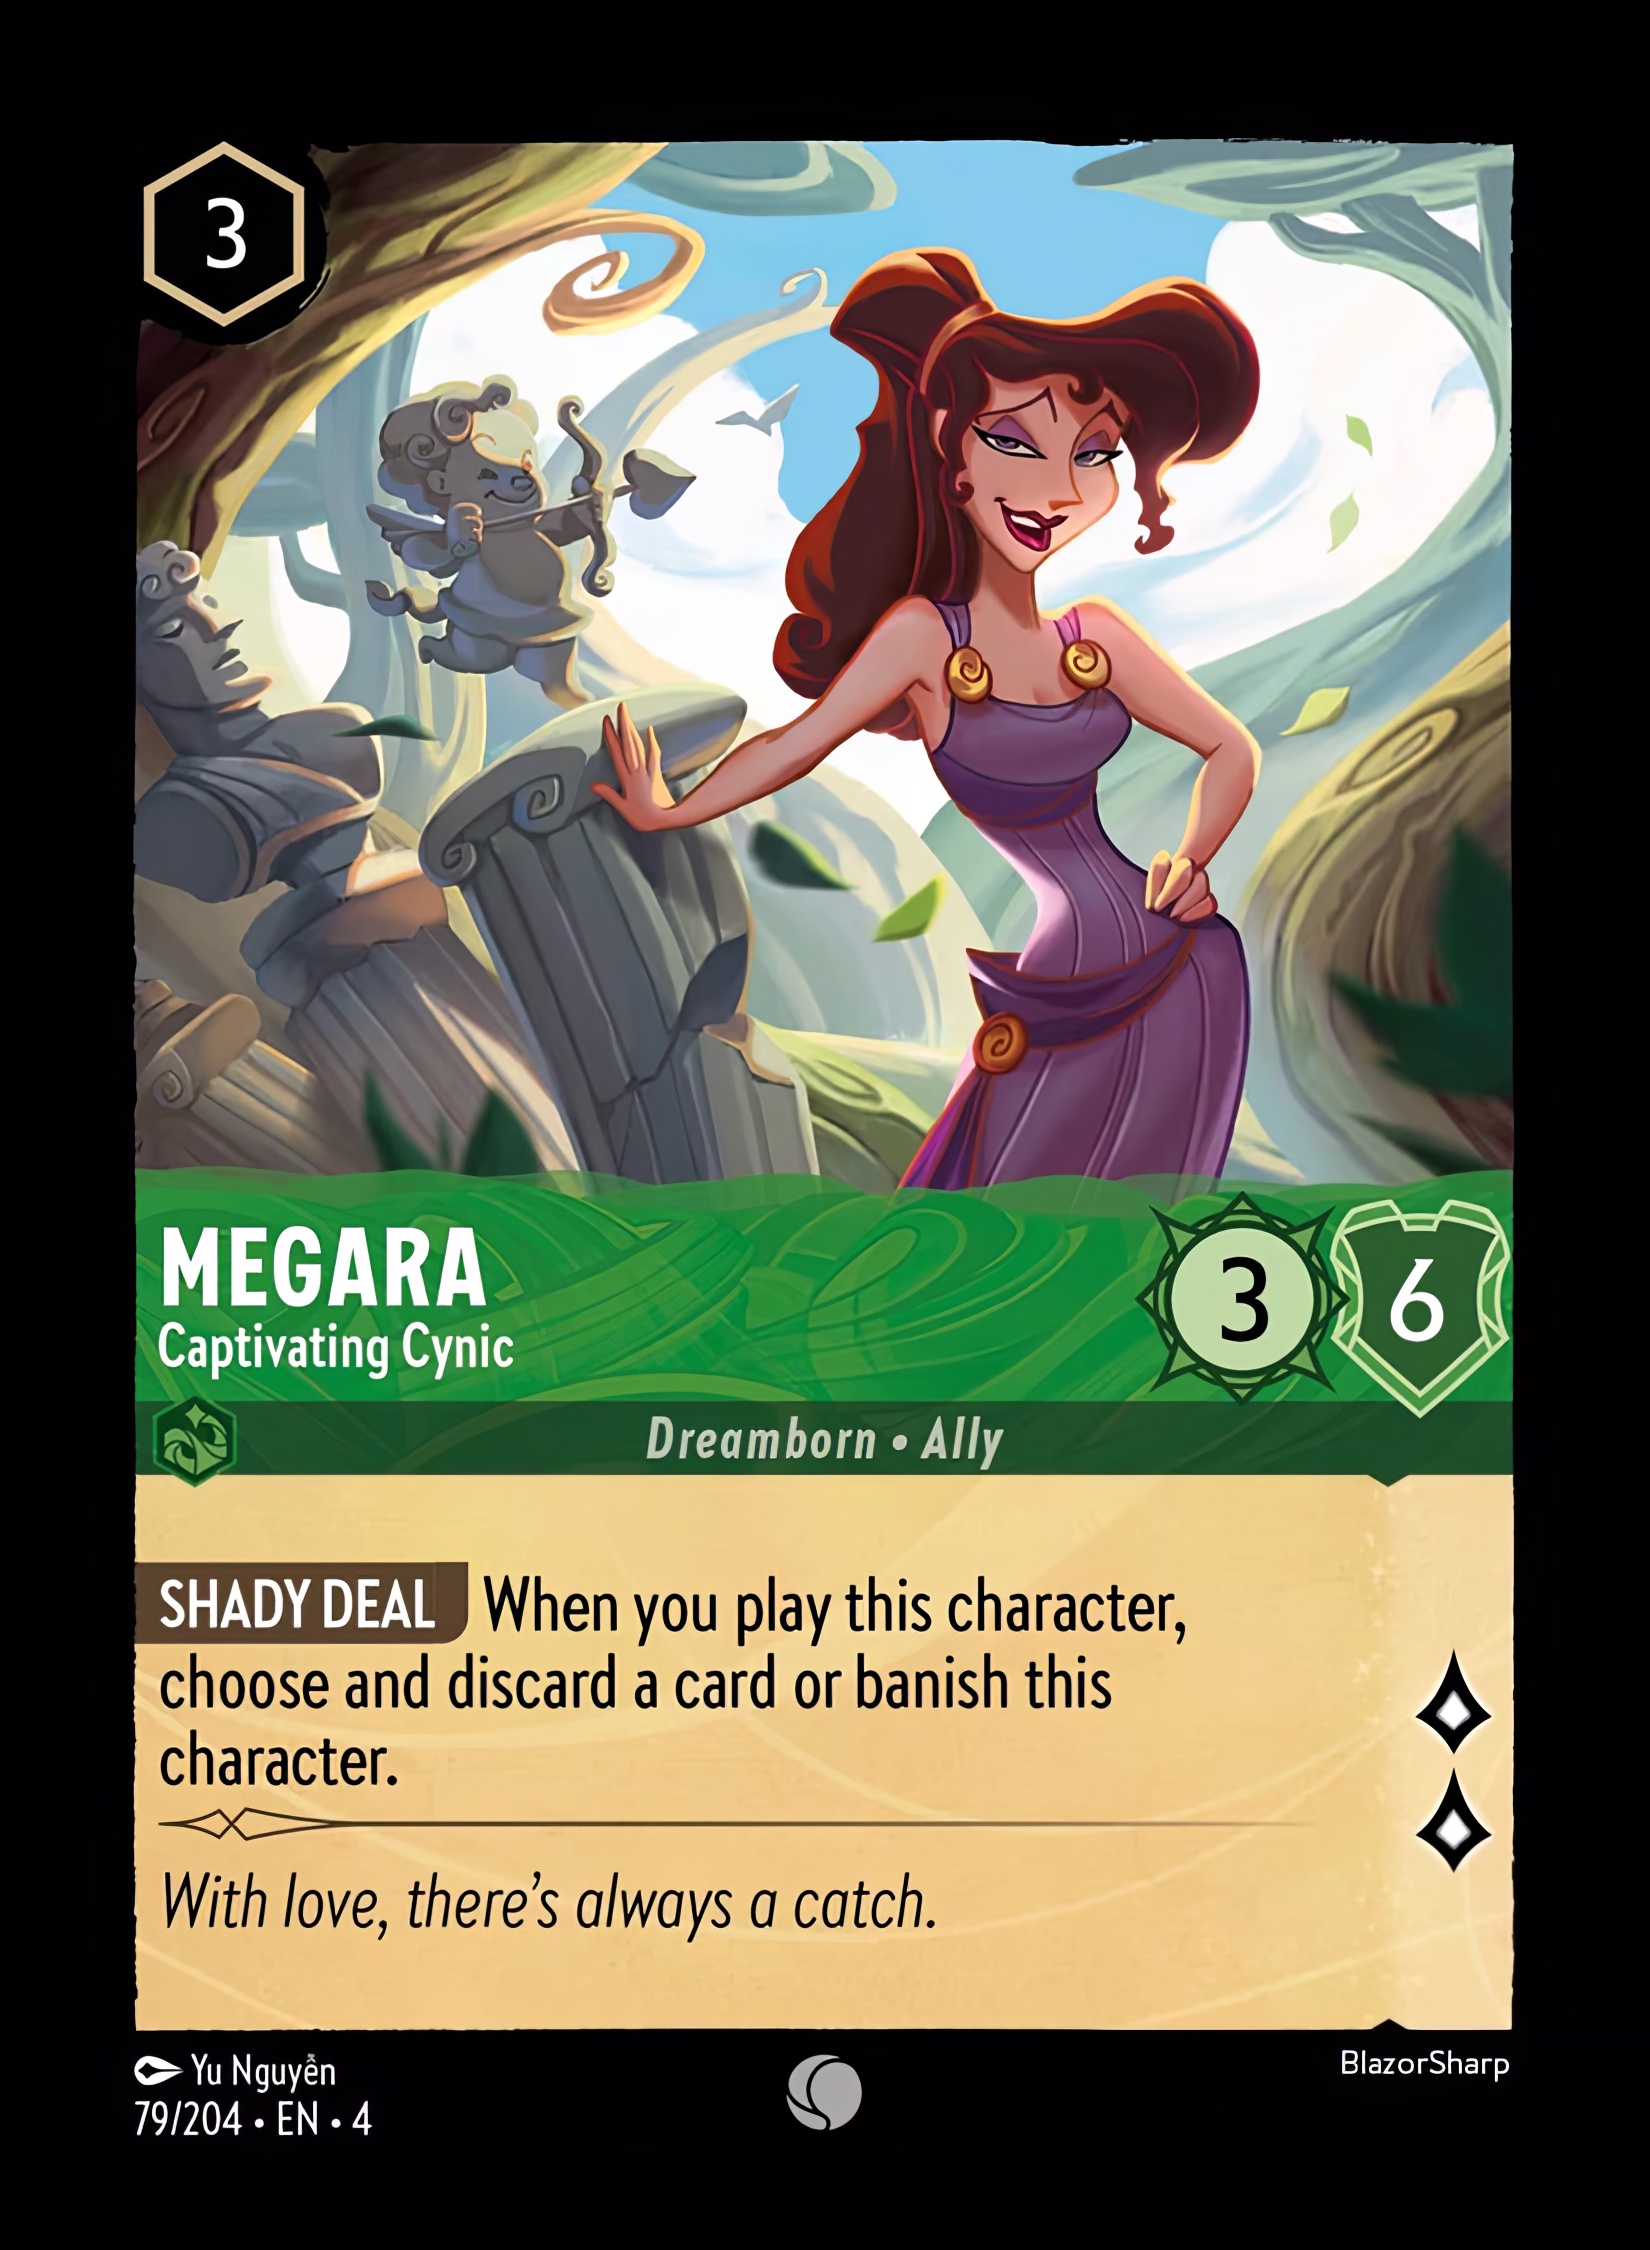 3
MEGARA
Captivating Cynic
3
6
Dreamborn • Ally
SHADY DEAL When you play this character,
choose and discard a card or banish this
character.
With love, there's always a catch.
Yu Nguyễn
BlazorSharp
79/204 • EN • 4